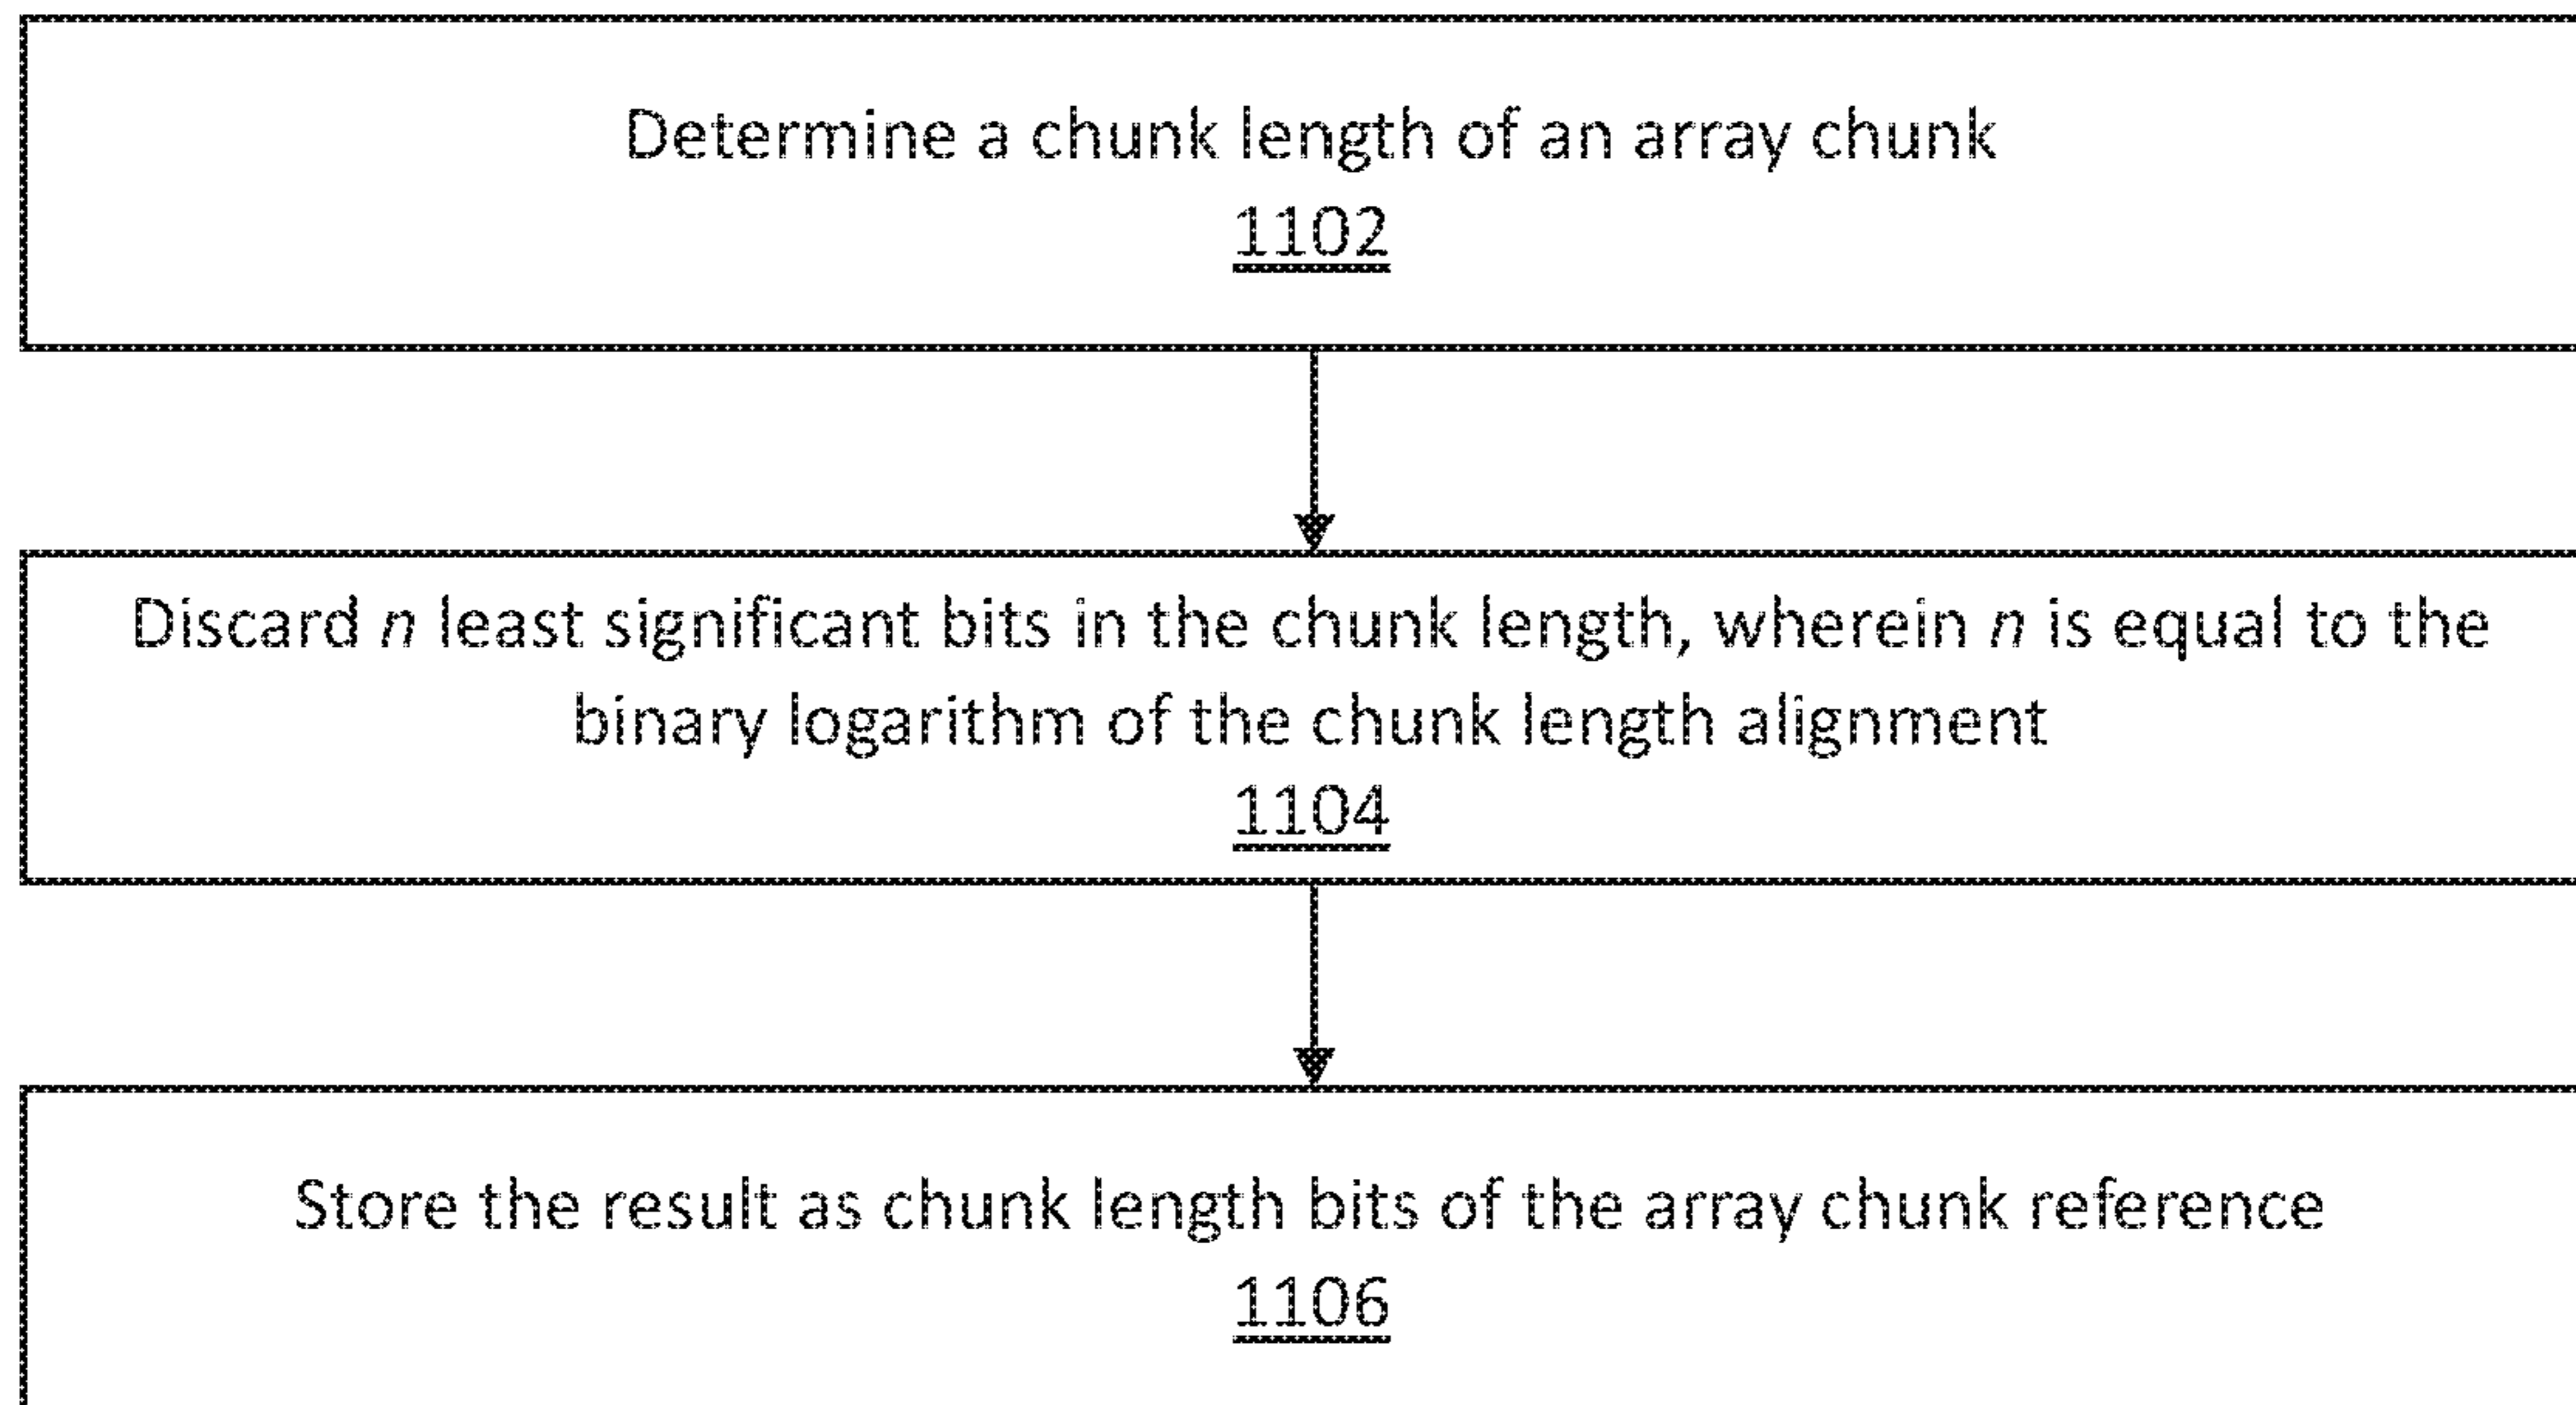 Determine a chunk length of an array chunk
1102
Discard n least significant bits in the chunk length, wherein n is equal to the
binary logarithm of the chunk length alignment
1104
Store the result as chunk length bits of the array chunk reference
1106